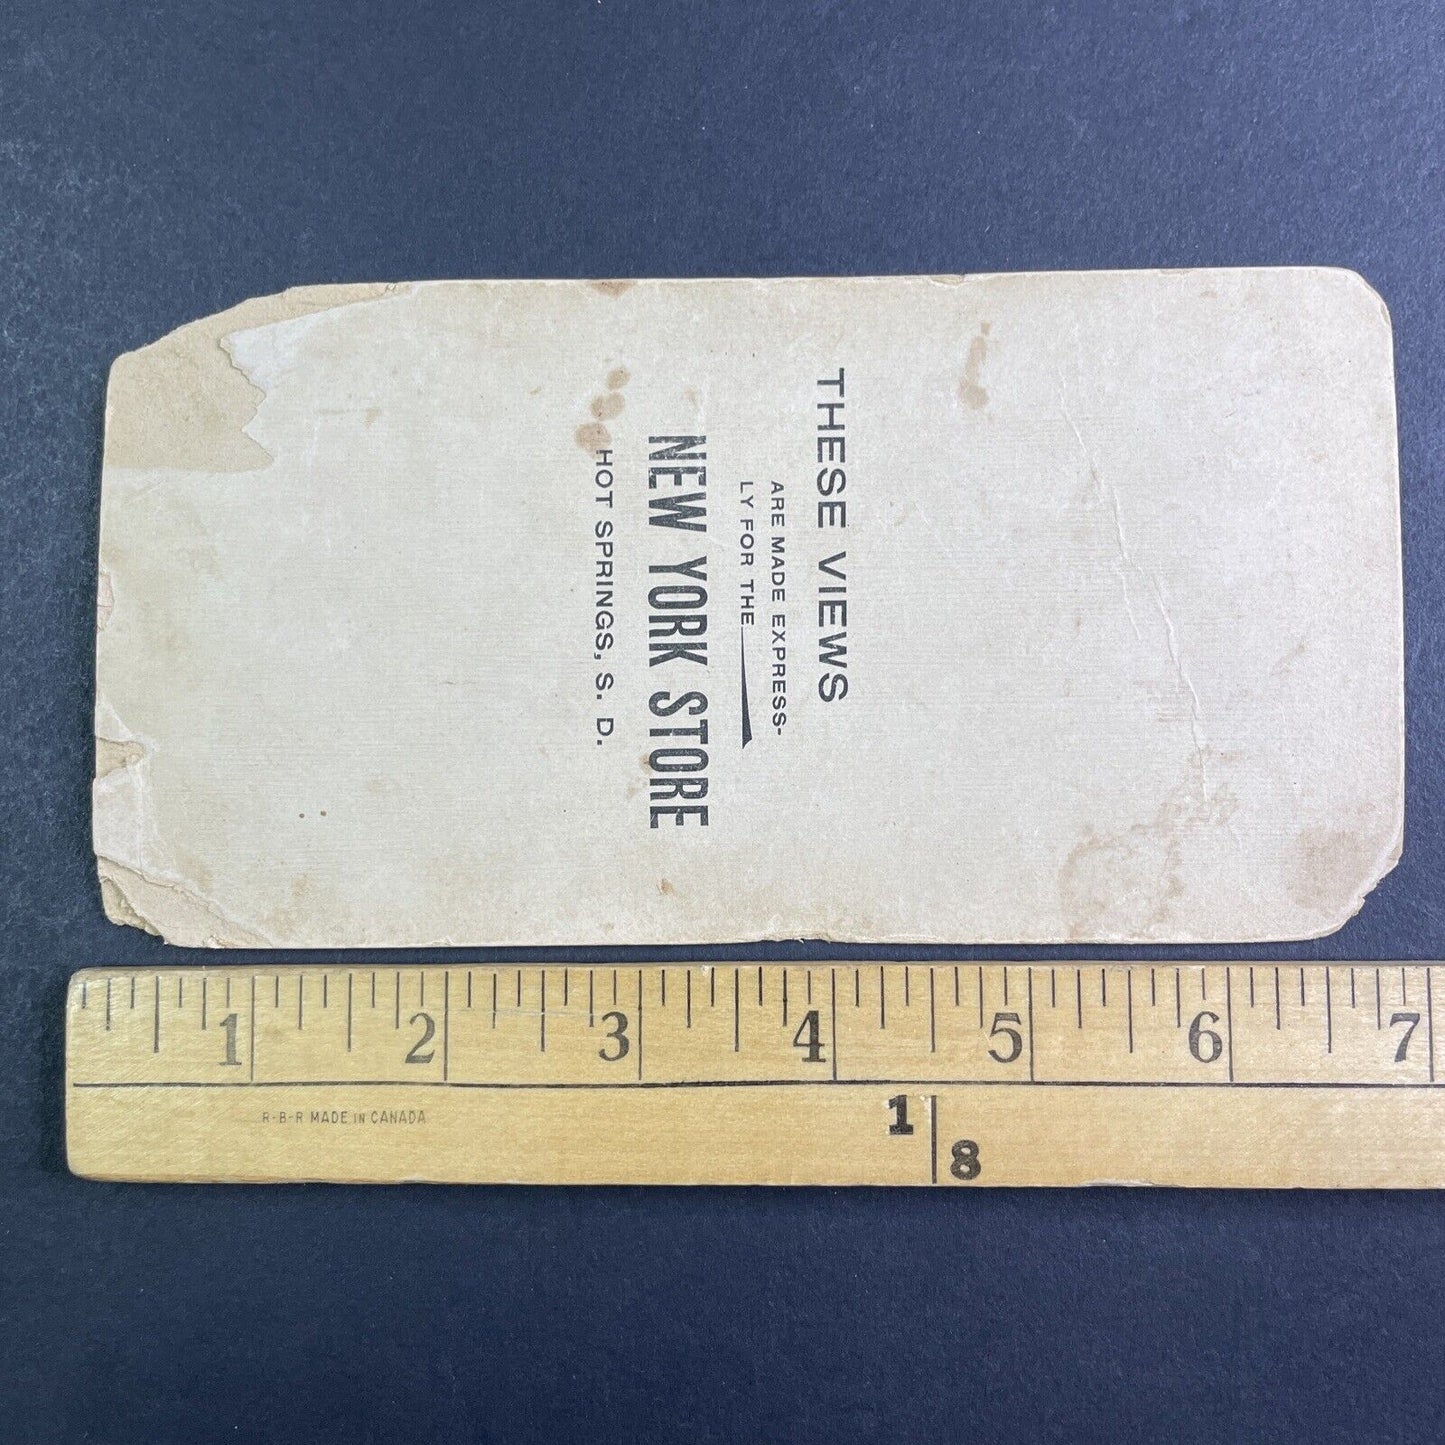 THESE VIEWS
ARE MADE EXPRESS-
LY FOR THE
NEW YORK STORE
HOT SPRINGS, S. D.
1 2 3 4 5 6 7
R-B-R MADE IN CANADA
1
8